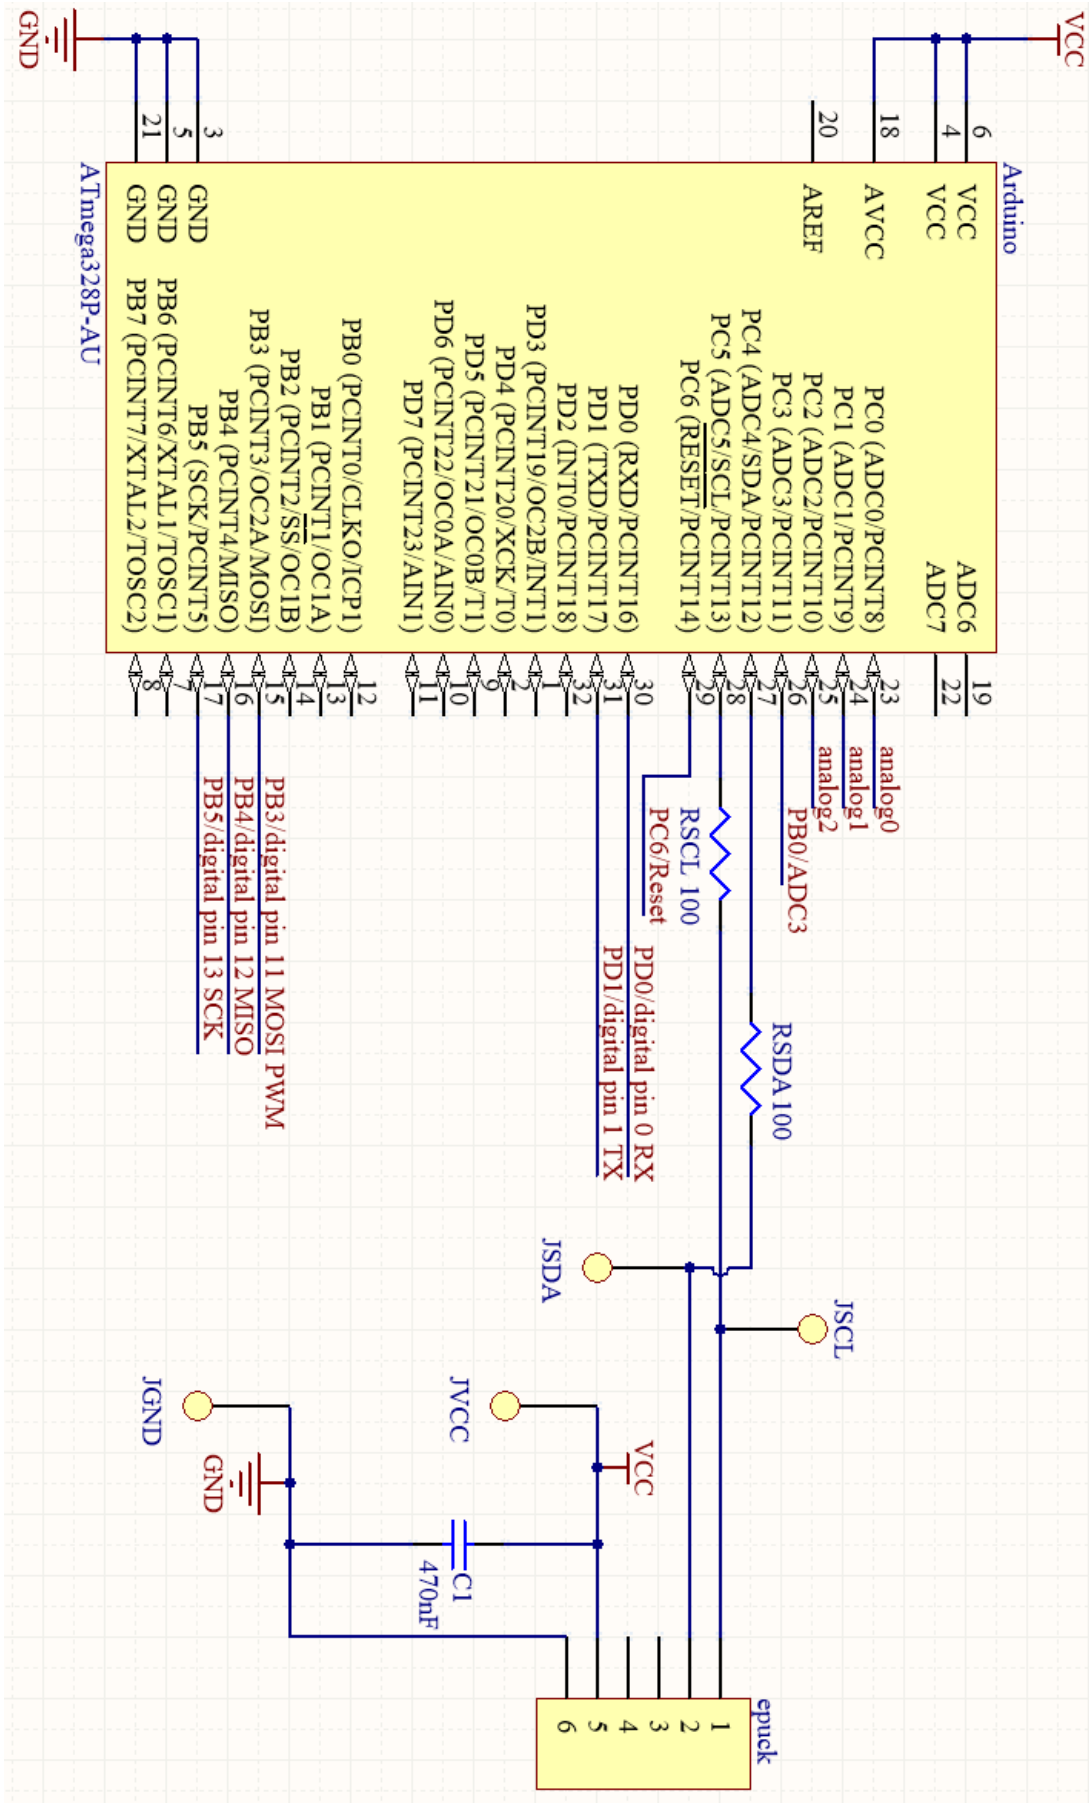 Arduino
VCC
6
4
18
20
3
5
21
GND
VCC
VCC
AVCC
AREF
GND
GND
GND
ADC6
ADC7
PC0 (ADC0/PCINT8)
PC1 (ADC1/PCINT9)
PC2 (ADC2/PCINT10)
PC3 (ADC3/PCINT11)
PC4 (ADC4/SDA/PCINT12)
PC5 (ADC5/SCL/PCINT13)
PC6 (RESET/PCINT14)
PD0 (RXD/PCINT16)
PD1 (TXD/PCINT17)
PD2 (INT0/PCINT18)
PD3 (PCINT19/OC2B/INT1)
PD4 (PCINT20/XCK/T0)
PD5 (PCINT21/OC0B/T1)
PD6 (PCINT22/OC0A/AIN0)
PD7 (PCINT23/AIN1)
PB0 (PCINT0/CLKO/ICP1)
PB1 (PCINT1/OC1A)
PB2 (PCINT2/SS/OC1B)
PB3 (PCINT3/OC2A/MOSI)
PB4 (PCINT4/MISO)
PB5 (SCK/PCINT5)
PB6 (PCINT6/XTAL1/TOSC1)
PB7 (PCINT7/XTAL2/TOSC2)
ATmega328P-AU
19
22
23
24
25
26
27
28
29
30
31
32
1
2
9
10
11
12
13
14
15
16
17
7
8
analog0
analog1
analog2
PB0/ADC3
RSCL 100
PC6/Reset
RSDA100
PD0/digital pin 0 RX
PD1/digital pin 1 TX
PB3/digital pin 11 MOSI PWM
PB4/digital pin 12 MISO
PB5/digital pin 13 SCK
JSCL
JSDA
JVCC
VCC
JGND
GND
C1
470nF
epuck
1
2
3
4
5
6